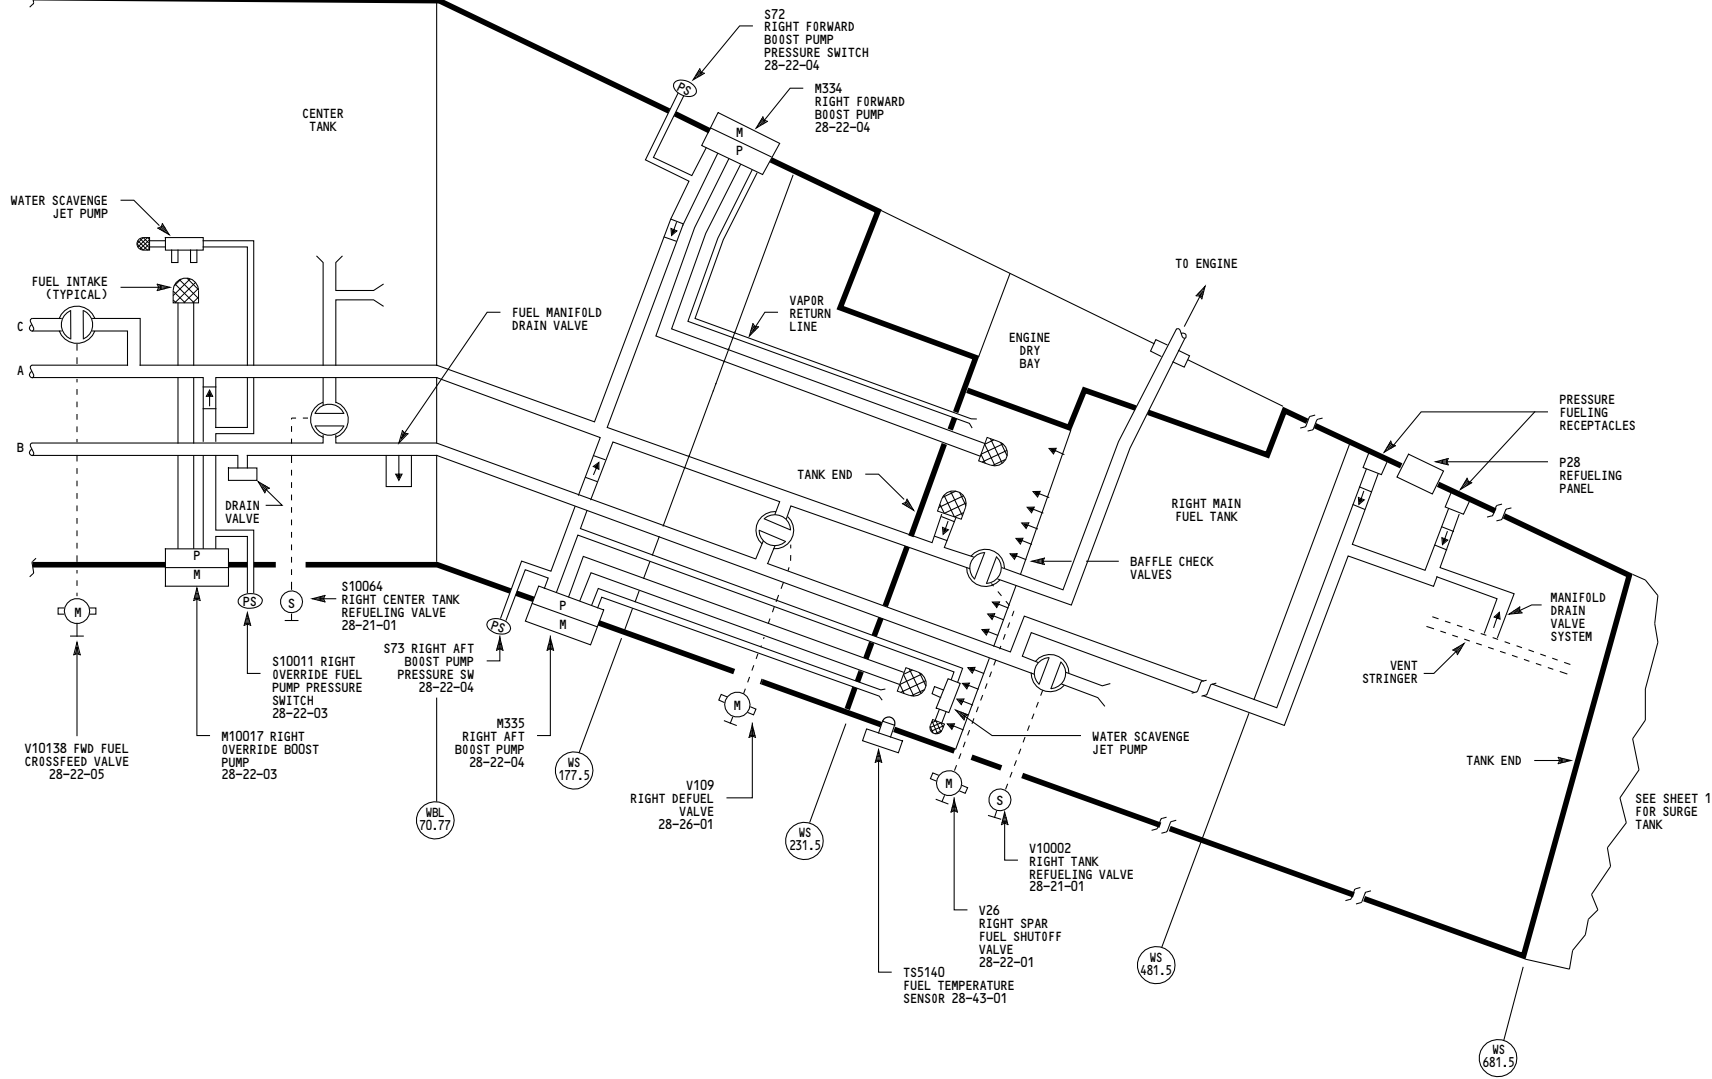 S72
RIGHT FORWARD
BOOST PUMP
PRESSURE SWITCH
28-22-04
PS
M334
RIGHT FORWARD
BOOST PUMP
28-22-04
M
P
CENTER
TANK
WATER SCAVENGE
JET PUMP
FUEL INTAKE
(TYPICAL)
C
A
B
FUEL MANIFOLD
DRAIN VALVE
VAPOR
RETURN
LINE
TO ENGINE
ENGINE
DRY
BAY
PRESSURE
FUELING
RECEPTACLES
P28
REFUELING
PANEL
TANK END
RIGHT MAIN
FUEL TANK
DRAIN
VALVE
BAFFLE CHECK
VALVES
P
M
PS
S
M
S10064
RIGHT CENTER TANK
REFUELING VALVE
28-21-01
P
M
PS
MANIFOLD
DRAIN
VALVE
SYSTEM
VENT
STRINGER
S73 RIGHT AFT
BOOST PUMP
PRESSURE SW
28-22-04
S10011 RIGHT
OVERRIDE FUEL
PUMP PRESSURE
SWITCH
28-22-03
M
M335
RIGHT AFT
BOOST PUMP
28-22-04
M10017 RIGHT
OVERRIDE BOOST
PUMP
28-22-03
V10138 FWD FUEL
CROSSFEED VALVE
28-22-05
WATER SCAVENGE
JET PUMP
TANK END
WS
177.5
V109
RIGHT DEFUEL
VALVE
28-26-01
M
S
WBL
70.77
WS
231.5
SEE SHEET 1
FOR SURGE
TANK
V10002
RIGHT TANK
REFUELING VALVE
28-21-01
V26
RIGHT SPAR
FUEL SHUTOFF
VALVE
28-22-01
WS
481.5
TS5140
FUEL TEMPERATURE
SENSOR 28-43-01
WS
681.5